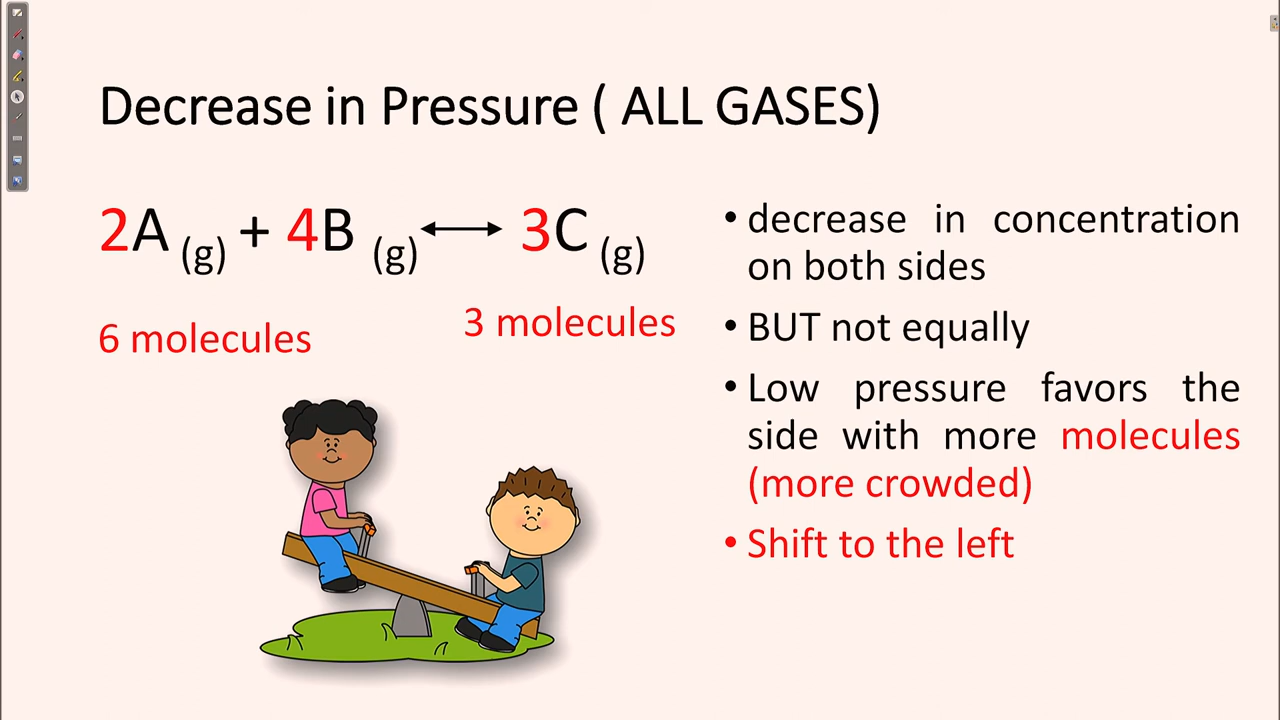 Decrease in Pressure ( ALL GASES)
2A (g) + 4B (g) ⟷ 3C (g)
6 molecules
3 molecules
• decrease in concentration
on both sides
• BUT not equally
• Low pressure favors the
side with more molecules
(more crowded)
• Shift to the left